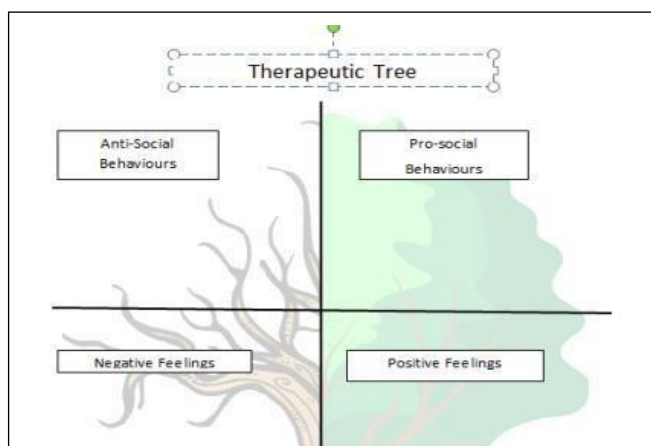 Therapeutic Tree
Anti-Social
Behaviours
Pro-social
Behaviours
Negative Feelings
Positive Feelings